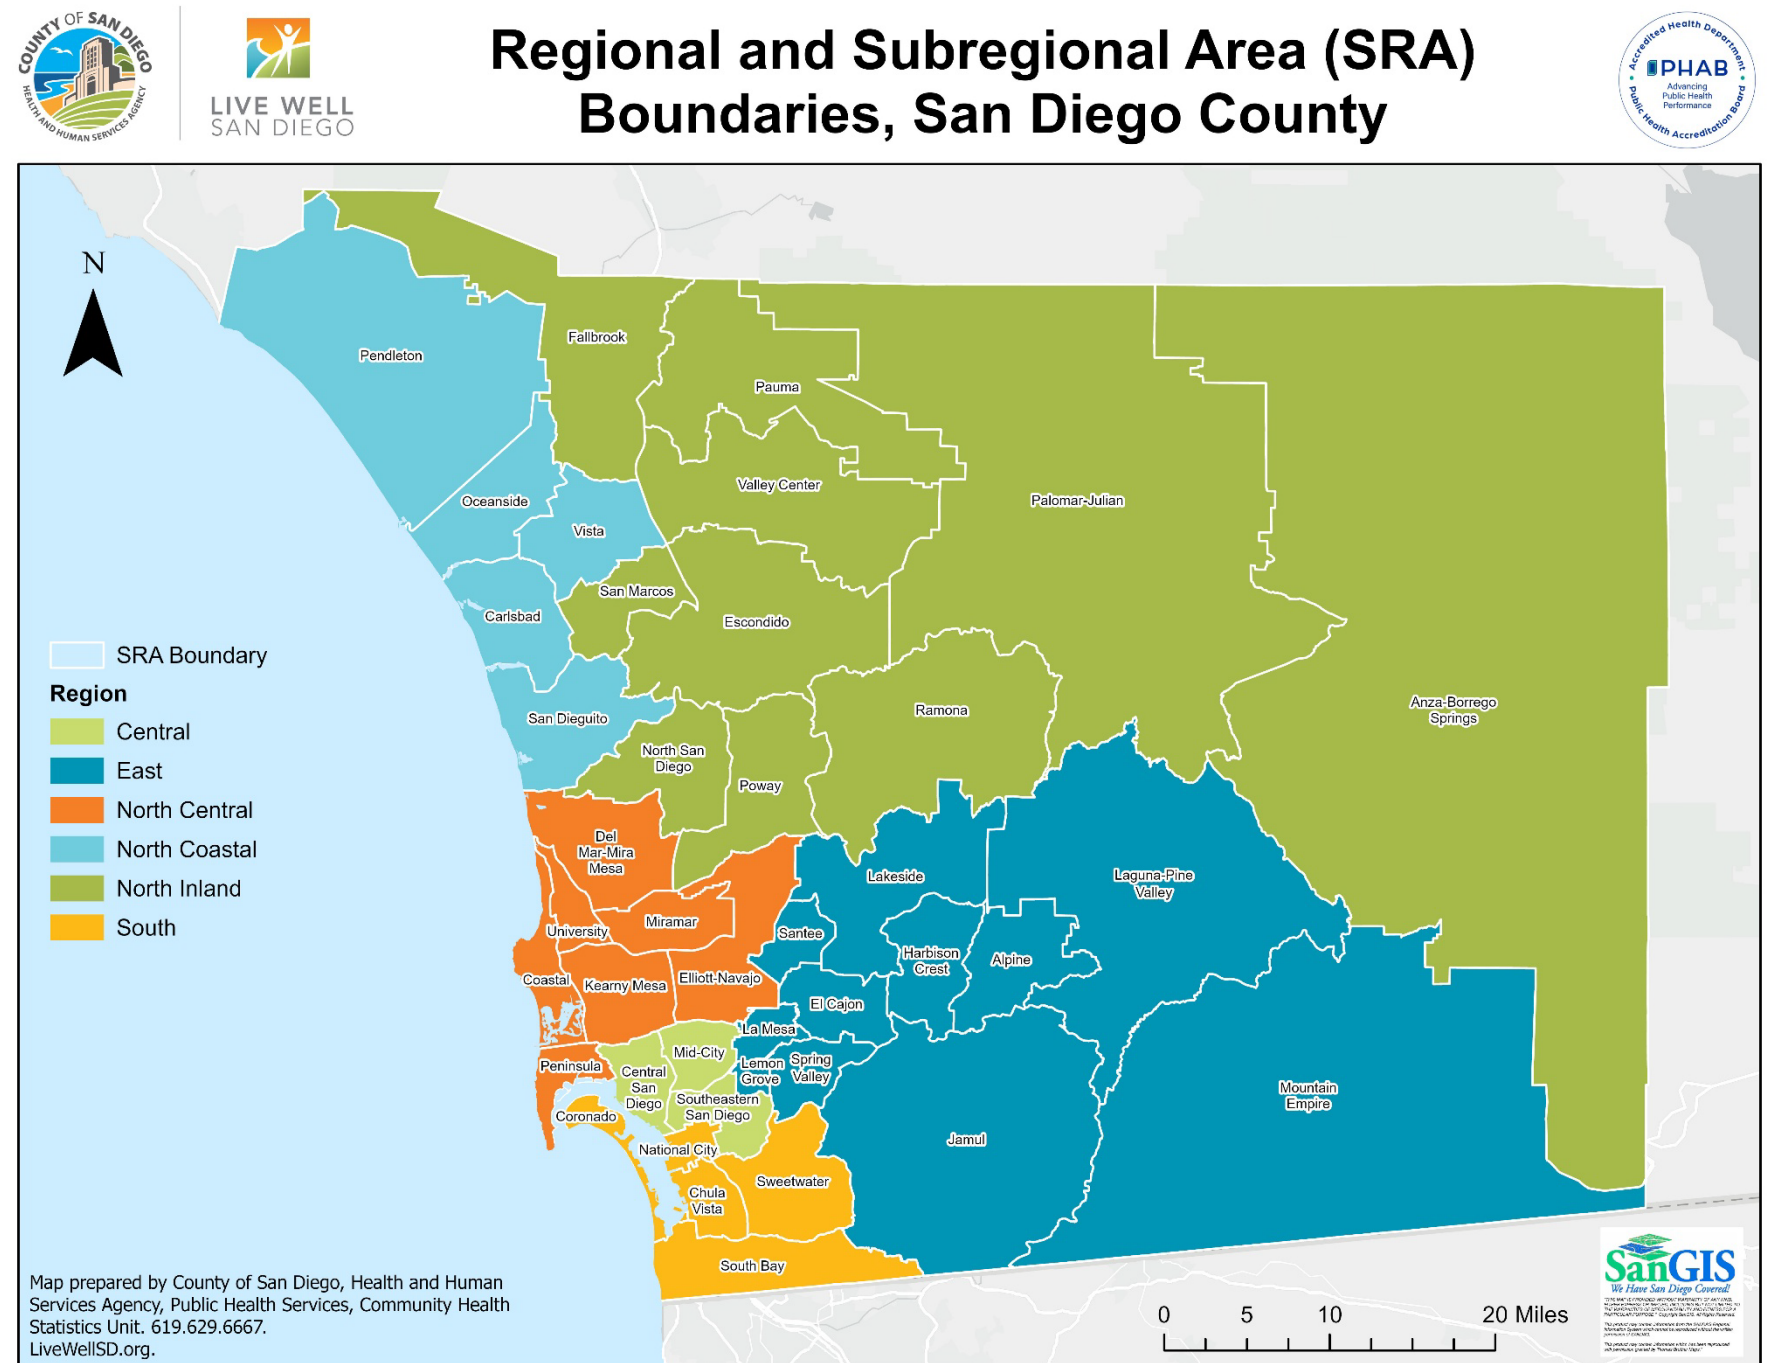 COUNTY OF SAN DIEGO
HEALTH AND HUMAN SERVICES AGENCY
LIVE WELL
SAN DIEGO
Regional and Subregional Area (SRA)
Boundaries, San Diego County
Accredited Health Department
PHAB
Advancing
Public Health
Performance
Public Health Accreditation Board
N
Pendleton
Fallbrook
Pauma
Valley Center
Palomar-Julian
Oceanside
Vista
San Marcos
Carlsbad
Escondido
San Dieguito
Ramona
Anza-Borrego
Springs
North San
Diego
Poway
Del
Mar-Mira
Mesa
Lakeside
Laguna-Pine
Valley
Miramar
University
Santee
Harbison
Crest
Alpine
Coastal
Kearny Mesa
Elliott-Navajo
El Cajon
La Mesa
Mid-City
Peninsula
Central
San
Diego
Lemon
Grove
Spring
Valley
Southeastern
San Diego
Coronado
Mountain
Empire
National City
Jamul
Sweetwater
Chula
Vista
South Bay
SRA Boundary
Region
Central
East
North Central
North Coastal
North Inland
South
Map prepared by County of San Diego, Health and Human
Services Agency, Public Health Services, Community Health
Statistics Unit. 619.629.6667.
LiveWellSD.org.
0 5 10 20 Miles
SanGIS
We Have San Diego Covered!